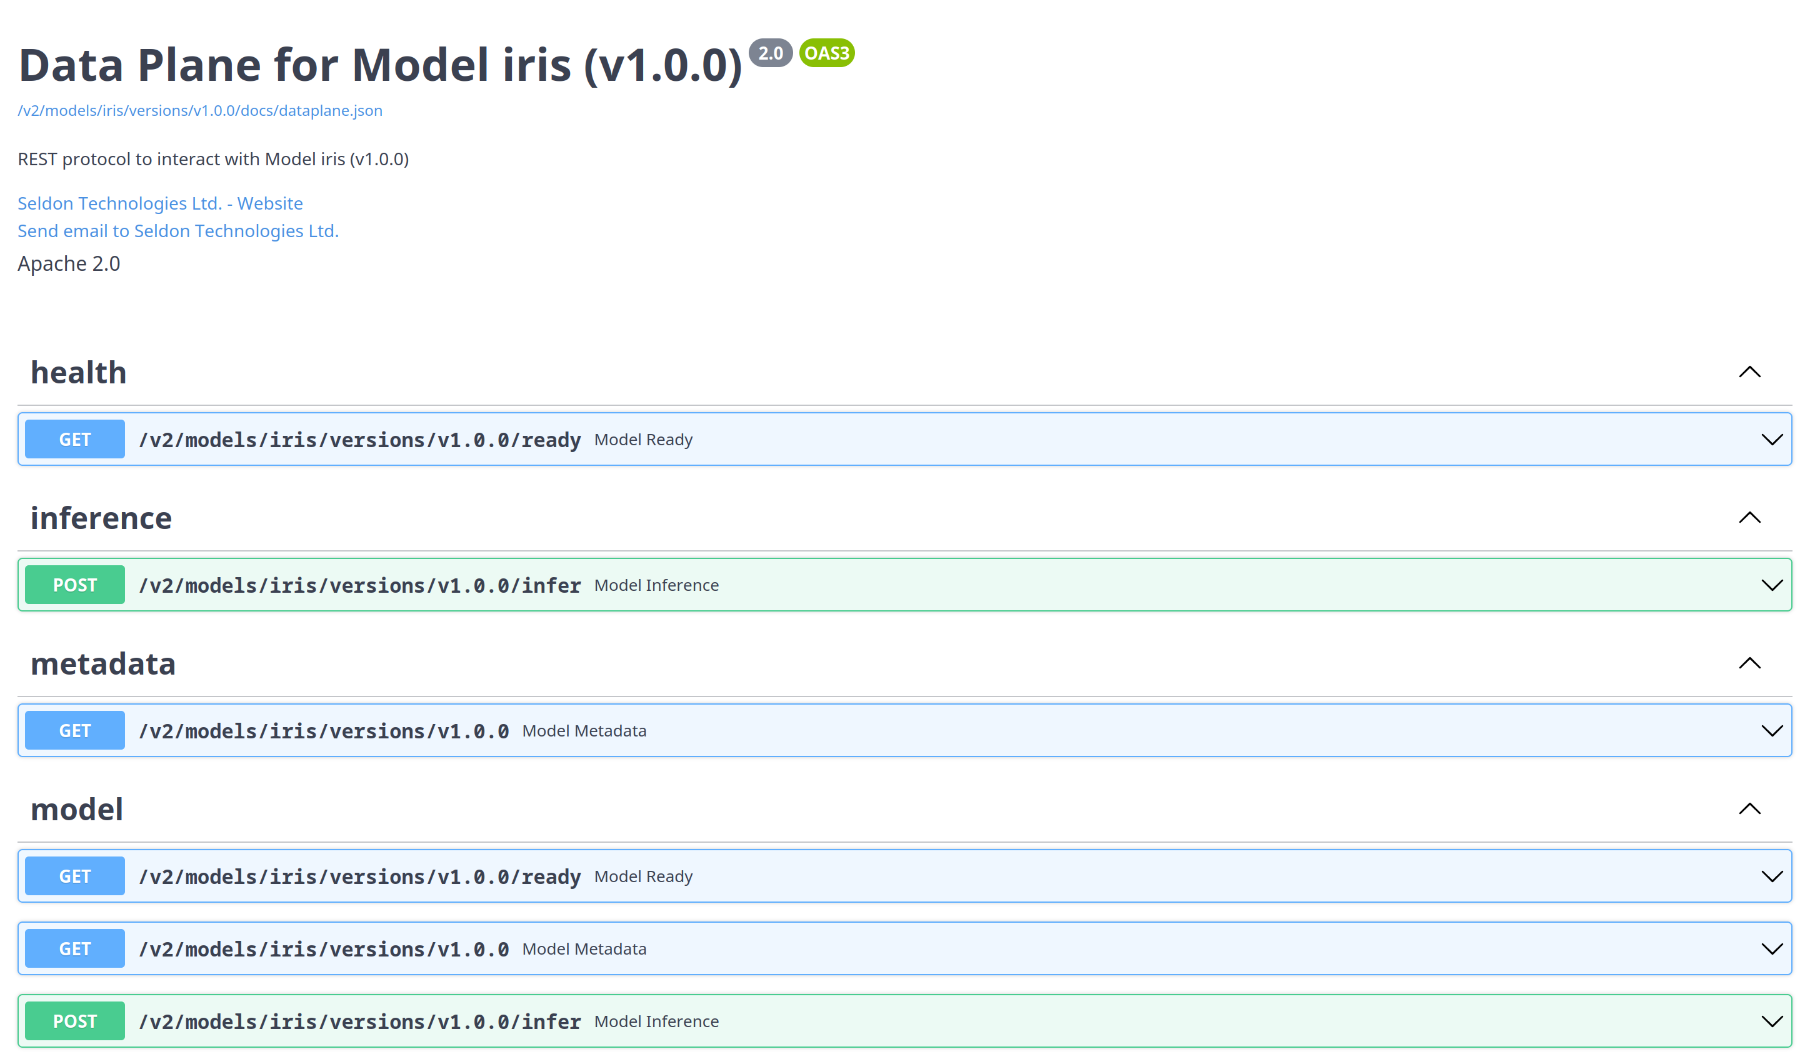 Data Plane for Model iris (v1.0.0) 2.0 OAS3
/v2/models/iris/versions/v1.0.0/docs/dataplane.json
REST protocol to interact with Model iris (v1.0.0)
Seldon Technologies Ltd. - Website
Send email to Seldon Technologies Ltd.
Apache 2.0
health
GET /v2/models/iris/versions/v1.0.0/ready Model Ready
inference
POST /v2/models/iris/versions/v1.0.0/infer Model Inference
metadata
GET /v2/models/iris/versions/v1.0.0 Model Metadata
model
GET /v2/models/iris/versions/v1.0.0/ready Model Ready
GET /v2/models/iris/versions/v1.0.0 Model Metadata
POST /v2/models/iris/versions/v1.0.0/infer Model Inference